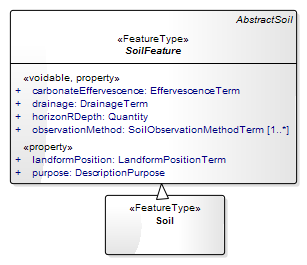 AbstractSoil
«FeatureType»
SoilFeature
«voidable, property»
+ carbonateEffervescence: EffervescenceTerm
+ drainage: DrainageTerm
+ horizonRDepth: Quantity
+ observationMethod: SoilObservationMethodTerm [1..*]
«property»
+ landformPosition: LandformPositionTerm
+ purpose: DescriptionPurpose
«FeatureType»
Soil